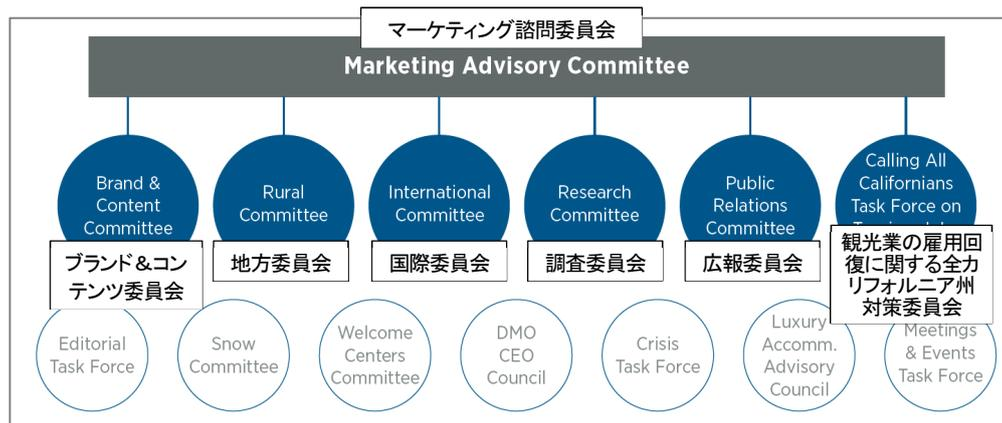 マーケティング諮問委員会
Marketing Advisory Committee
Brand &
Content
Committee
Rural
Committee
International
Committee
Research
Committee
Public
Relations
Committee
Calling All
Californians
Task Force on
ブランド＆コン
テンツ委員会
地方委員会
国際委員会
調査委員会
広報委員会
観光業の雇用回
復に関する全カ
リフォルニア州
対策委員会
Editorial
Task Force
Snow
Committee
Welcome
Centers
Committee
DMO
CEO
Council
Crisis
Task Force
Luxury
Accomm.
Advisory
Council
Meetings
& Events
Task Force